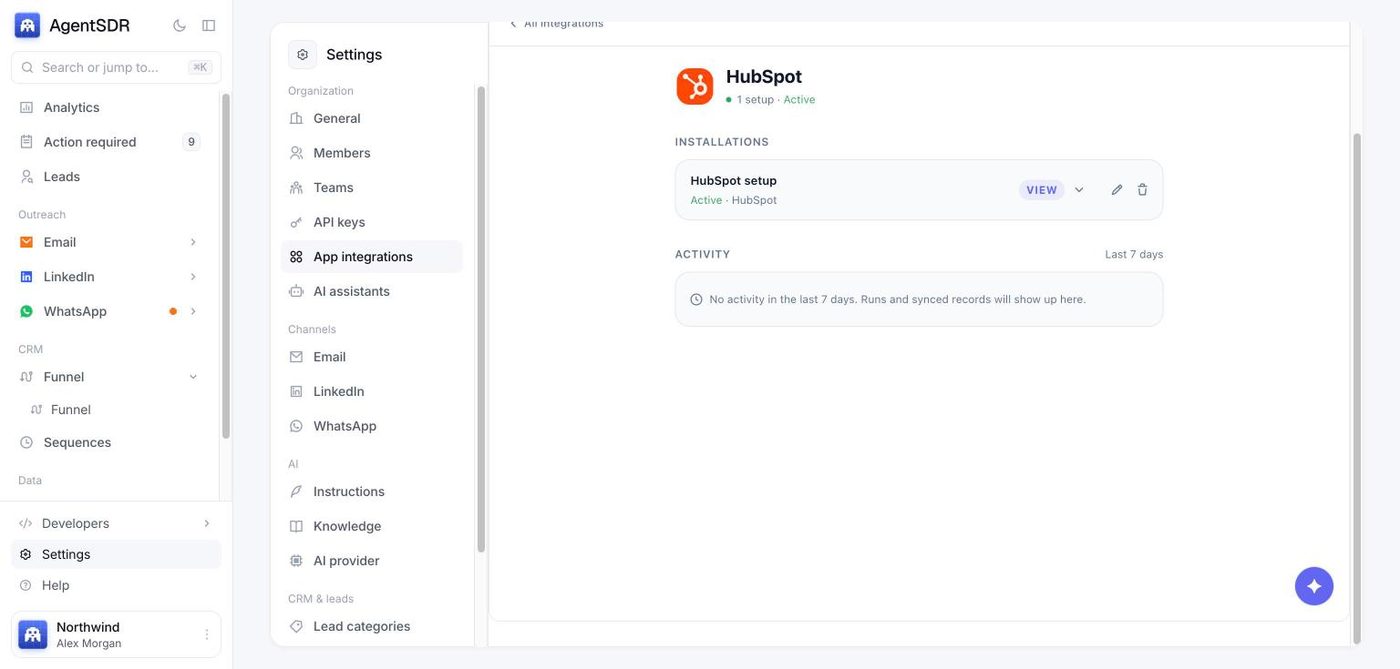 AgentSDR
Search or jump to...
⌘K
Analytics
Action required
9
Leads
Outreach
Email
LinkedIn
WhatsApp
CRM
Funnel
Funnel
Sequences
Data
Developers
Settings
Help
Northwind
Alex Morgan
Settings
Organization
General
Members
Teams
API keys
App integrations
AI assistants
Channels
Email
LinkedIn
WhatsApp
AI
Instructions
Knowledge
AI provider
CRM & leads
Lead categories
All integrations
HubSpot
1 setup · Active
INSTALLATIONS
HubSpot setup
Active · HubSpot
VIEW
ACTIVITY
Last 7 days
No activity in the last 7 days. Runs and synced records will show up here.